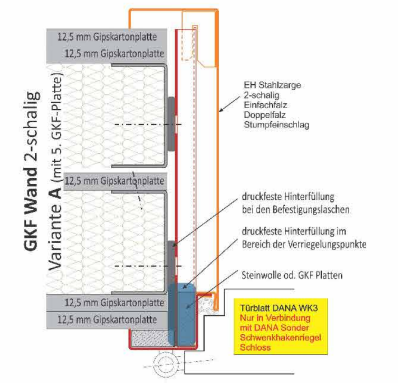 12,5 mm Gipskartonplatte
12,5 mm Gipskartonplatte
GKF Wand 2-schalig
Variante A (mit 5. GKF-Platte)
EH Stahlzarge
2-schalig
Einfachfalz
Doppelfalz
Stumpfeinschlag
12,5 mm Gipskartonplatte
druckfeste Hinterfüllung
bei den Befestigungslaschen
druckfeste Hinterfüllung im
Bereich der Verriegelungspunkte
Steinwolle od. GKF Platten
12,5 mm Gipskartonplatte
12,5 mm Gipskartonplatte
Türblatt DANA WK3
Nur in Verbindung
mit DANA Sonder
Schwenkhakenriegel
Schloss